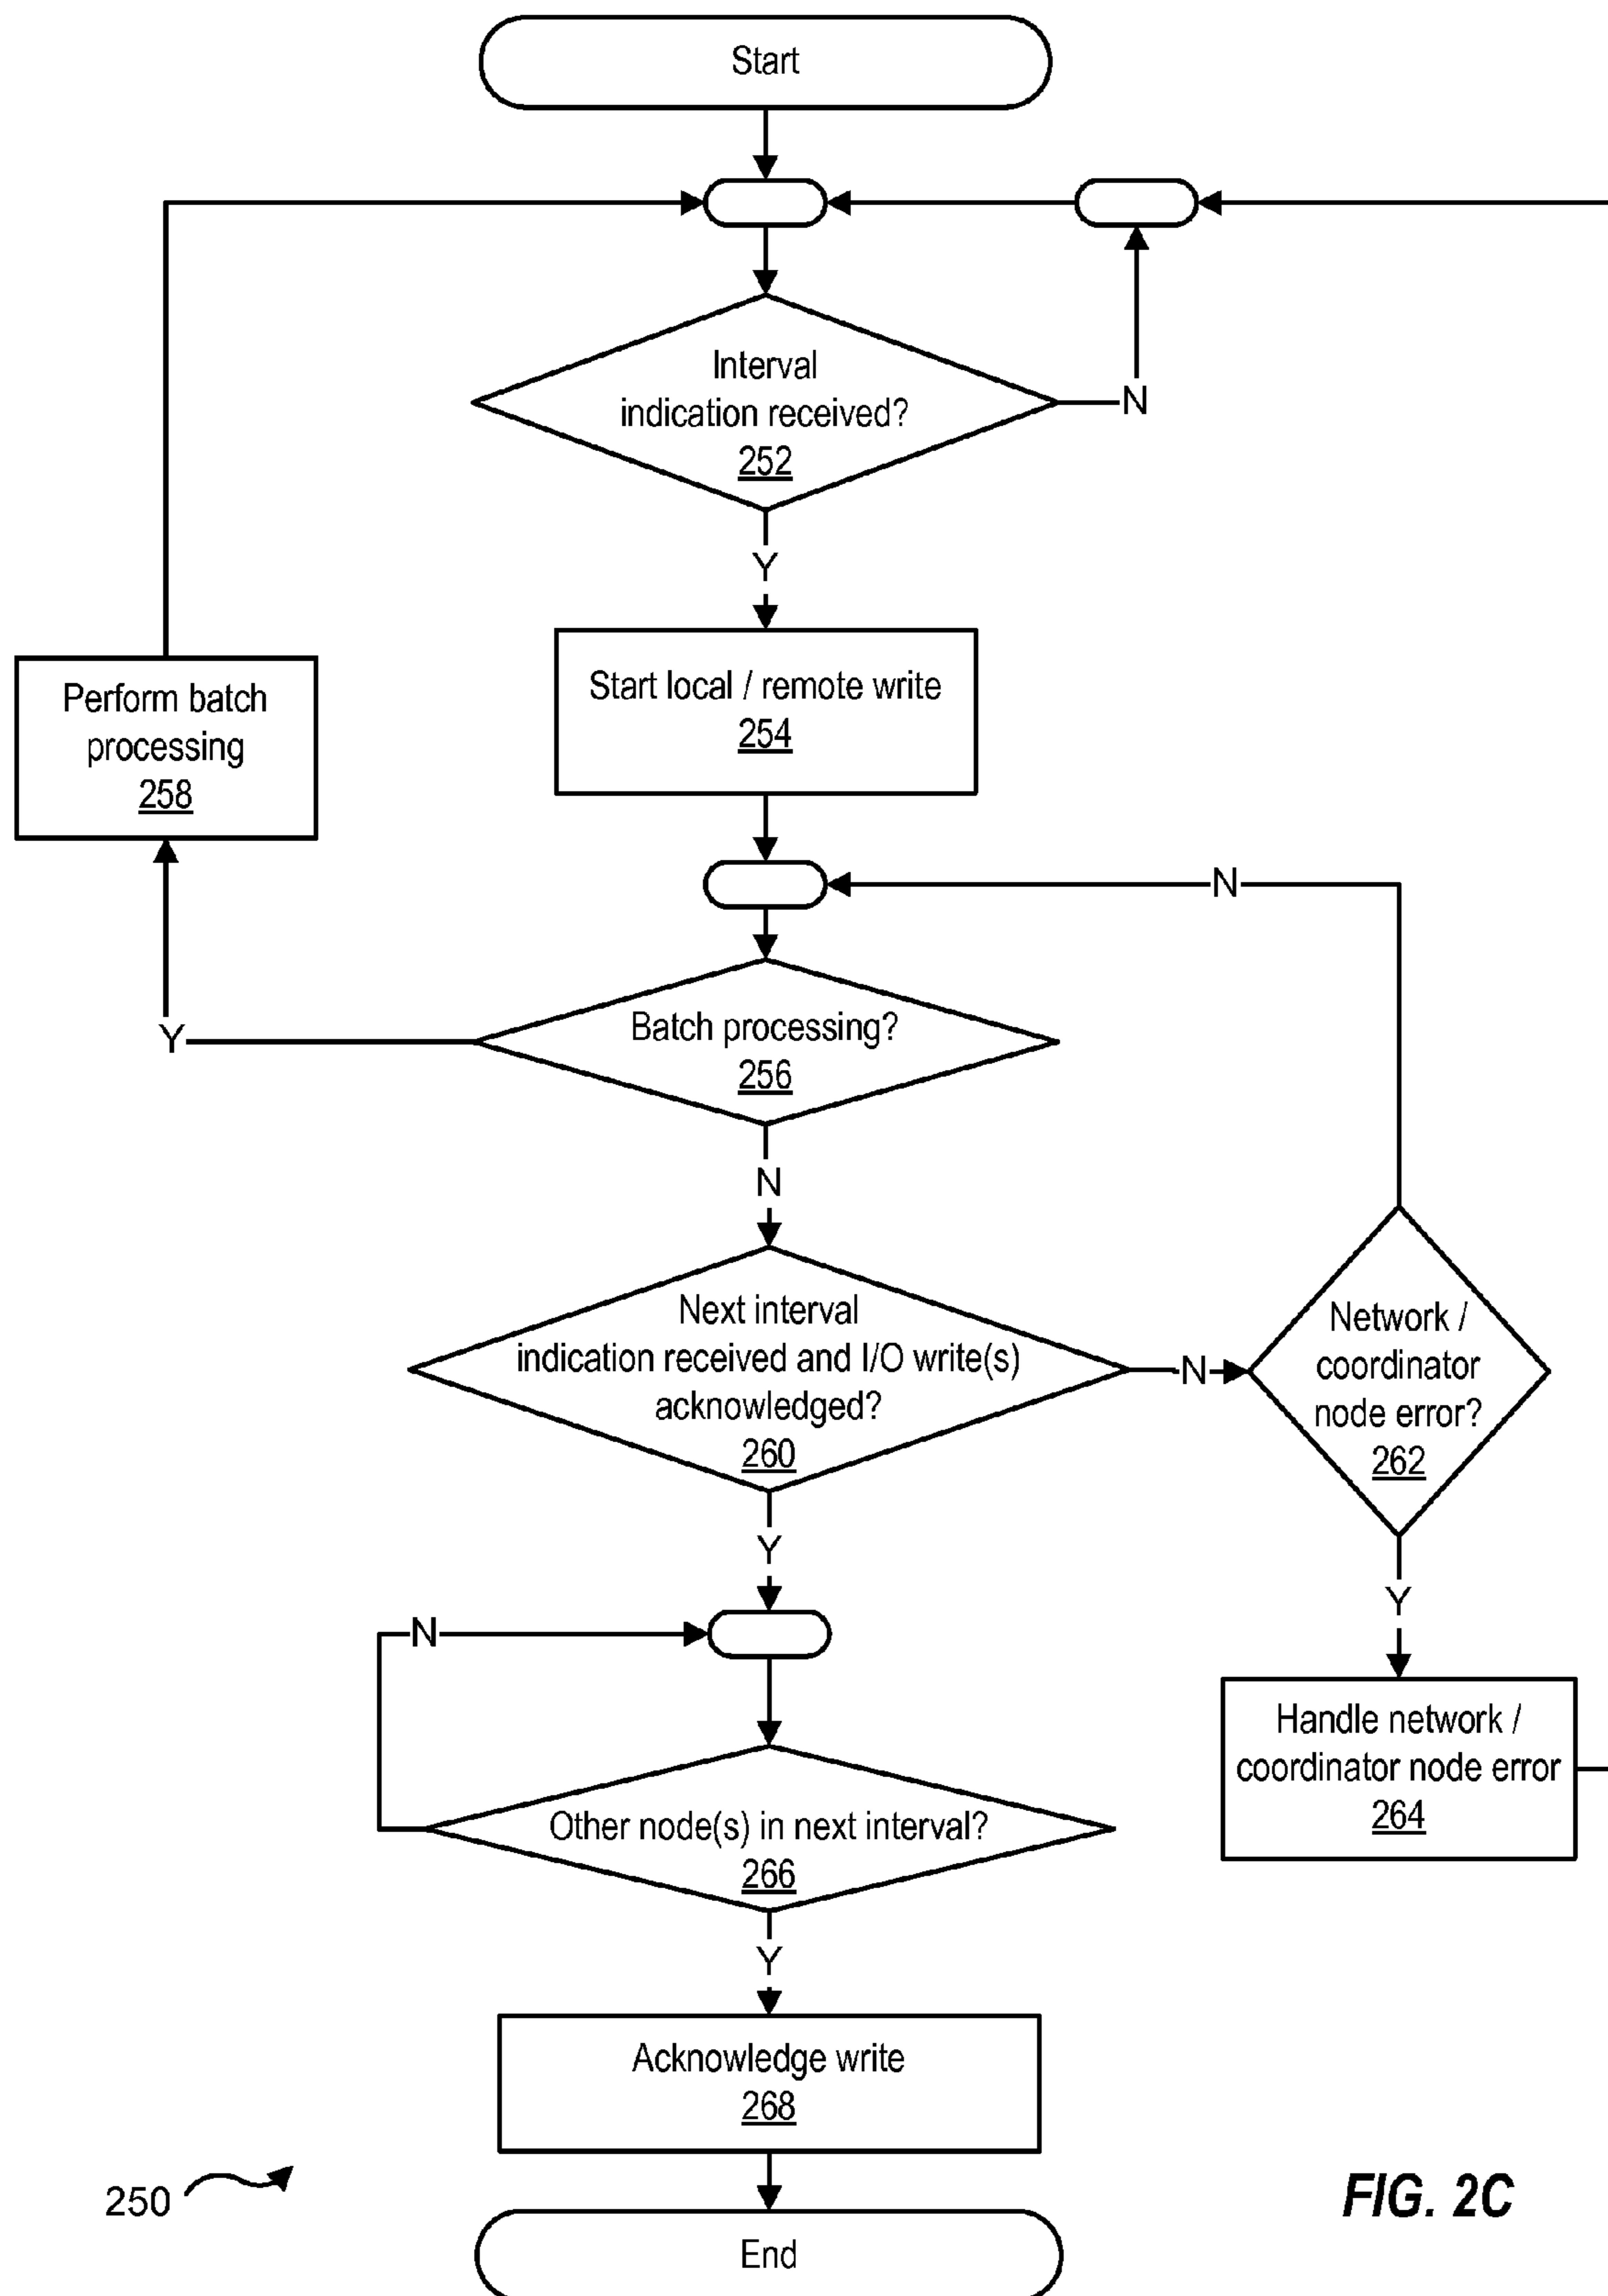 Start
Interval
indication received?
252
N
Y
Start local / remote write
254
Perform batch
processing
258
N
Batch processing?
256
Y
N
Next interval
indication received and I/O write(s)
acknowledged?
260
N
Network /
coordinator
node error?
262
Y
Y
N
Handle network /
coordinator node error
264
Other node(s) in next interval?
266
Y
Acknowledge write
268
250
FIG. 2C
End